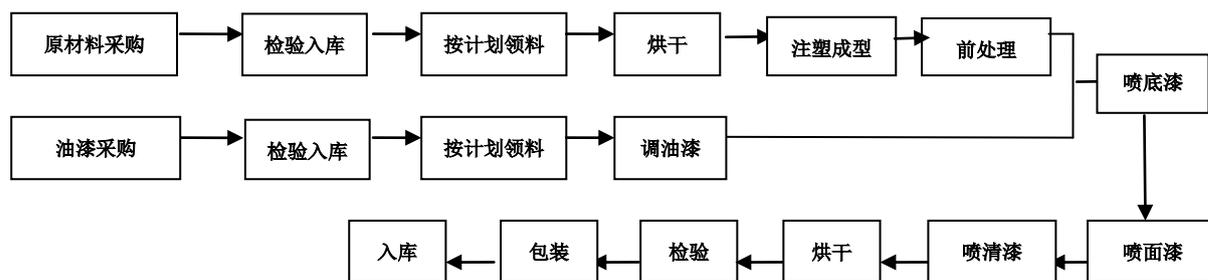 原材料采购
检验入库
按计划领料
烘干
注塑成型
前处理
喷底漆
油漆采购
检验入库
按计划领料
调油漆
入库
包装
检验
烘干
喷清漆
喷面漆